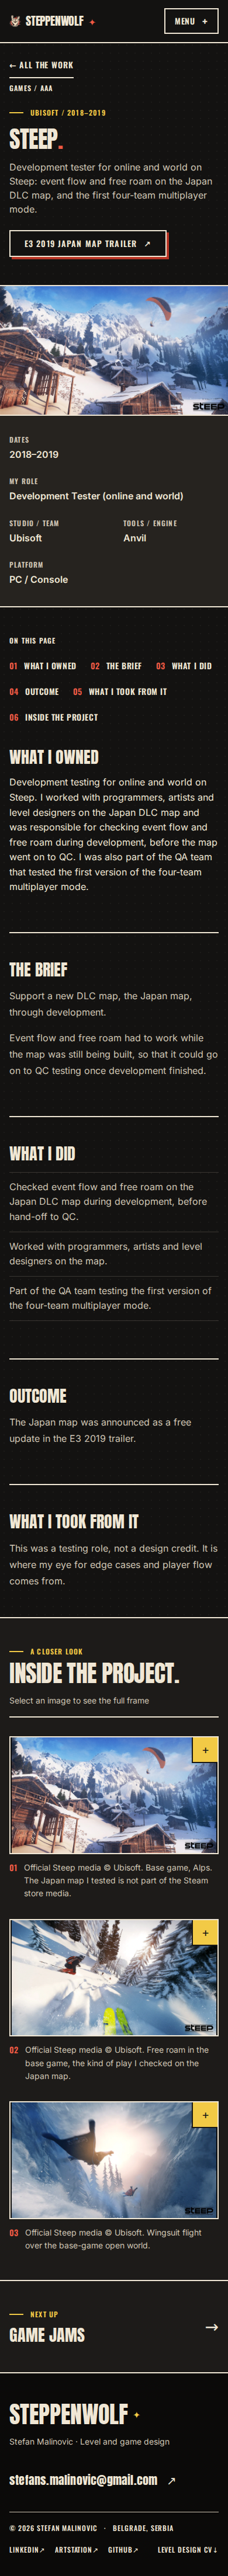 STEPPENWOLF
MENU +
← ALL THE WORK
GAMES / AAA
UBISOFT / 2018–2019
STEEP.
Development tester for online and world on
Steep: event flow and free roam on the Japan
DLC map, and the first four-team multiplayer
mode.
E3 2019 JAPAN MAP TRAILER ↗
STEEP
DATES
2018–2019
MY ROLE
Development Tester (online and world)
STUDIO / TEAM TOOLS / ENGINE
Ubisoft Anvil
PLATFORM
PC / Console
ON THIS PAGE
01 WHAT I OWNED 02 THE BRIEF 03 WHAT I DID
04 OUTCOME 05 WHAT I TOOK FROM IT
06 INSIDE THE PROJECT
WHAT I OWNED
Development testing for online and world on
Steep. I worked with programmers, artists and
level designers on the Japan DLC map and
was responsible for checking event flow and
free roam during development, before the map
went on to QC. I was also part of the QA team
that tested the first version of the four-team
multiplayer mode.
THE BRIEF
Support a new DLC map, the Japan map,
through development.
Event flow and free roam had to work while
the map was still being built, so that it could go
on to QC testing once development finished.
WHAT I DID
Checked event flow and free roam on the
Japan DLC map during development, before
hand-off to QC.
Worked with programmers, artists and level
designers on the map.
Part of the QA team testing the first version of
the four-team multiplayer mode.
OUTCOME
The Japan map was announced as a free
update in the E3 2019 trailer.
WHAT I TOOK FROM IT
This was a testing role, not a design credit. It is
where my eye for edge cases and player flow
comes from.
A CLOSER LOOK
INSIDE THE PROJECT.
Select an image to see the full frame
+
STEEP
01 Official Steep media © Ubisoft. Base game, Alps.
The Japan map I tested is not part of the Steam
store media.
+
STEEP
02 Official Steep media © Ubisoft. Free roam in the
base game, the kind of play I checked on the
Japan map.
+
STEEP
03 Official Steep media © Ubisoft. Wingsuit flight
over the base-game open world.
NEXT UP
GAME JAMS →
STEPPENWOLF
Stefan Malinovic · Level and game design
stefans.malinovic@gmail.com ↗
© 2026 STEFAN MALINOVIC · BELGRADE, SERBIA
LINKEDIN↗ ARTSTATION↗ GITHUB↗ LEVEL DESIGN CV↓